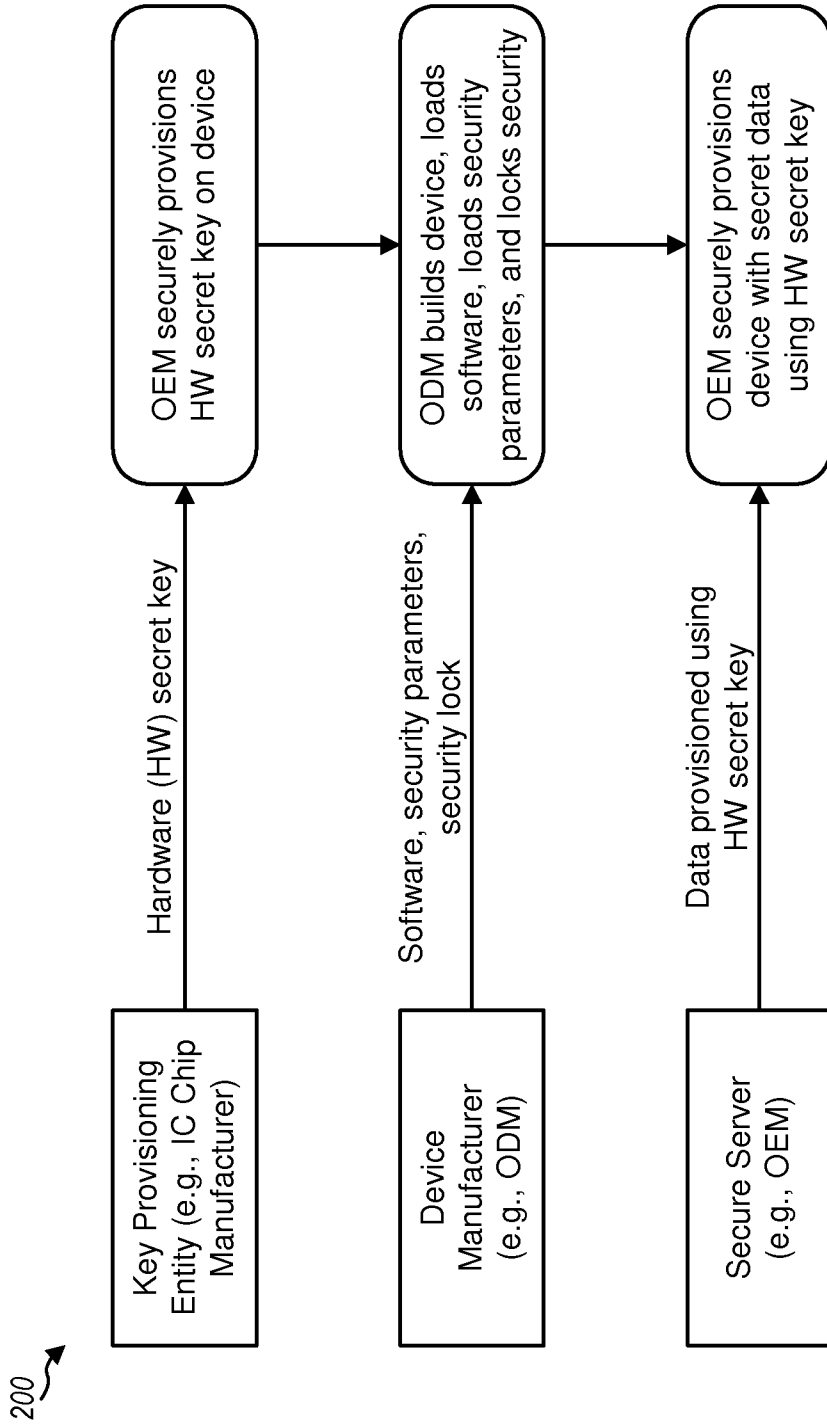 200
Key Provisioning
Entity (e.g., IC Chip
Manufacturer)
Hardware (HW) secret key
OEM securely provisions
HW secret key on device
Device
Manufacturer
(e.g., ODM)
Software, security parameters,
security lock
ODM builds device, loads
software, loads security
parameters, and locks security
Secure Server
(e.g., OEM)
Data provisioned using
HW secret key
OEM securely provisions
device with secret data
using HW secret key